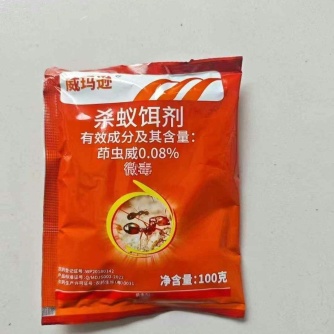 威玛逊
杀蚁饵剂
有效成分及其含量：
茚虫威0.08%
微毒
净含量：100克